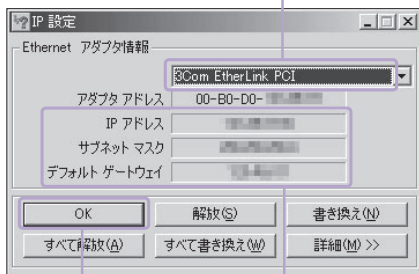 IP 設定
Ethernet アダプタ情報
3Com EtherLink PCI
アダプタ アドレス 00-B0-D0-
IP アドレス
サブネット マスク
デフォルト ゲートウェイ
OK 解放(S) 書き換え(N)
すべて解放(A) すべて書き換え(W) 詳細(M) >>